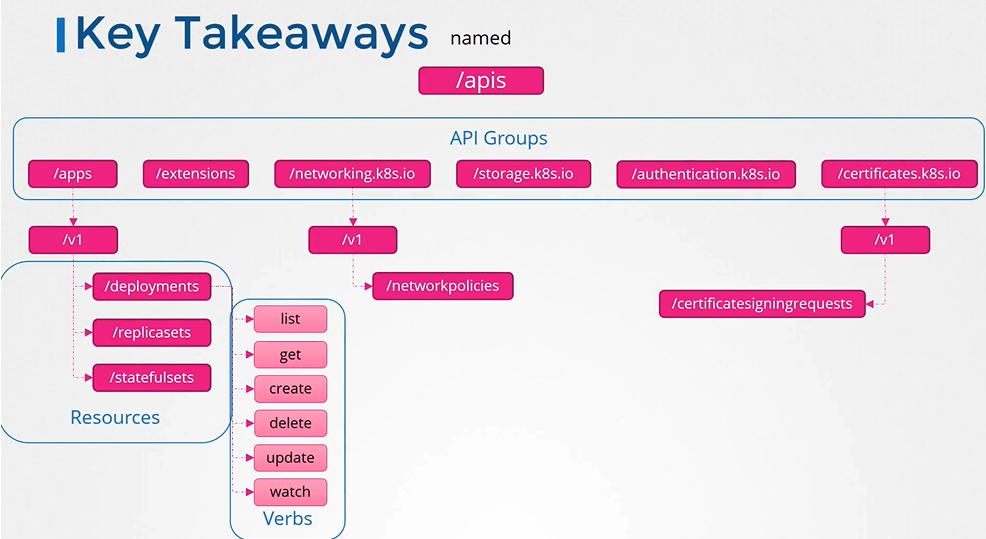 Key Takeaways
named
/apis
API Groups
/apps
/extensions
/networking.k8s.io
/storage.k8s.io
/authentication.k8s.io
/certificates.k8s.io
/v1
/v1
/v1
/deployments
/networkpolicies
/certificatesigningrequests
/replicasets
/statefulsets
Resources
list
get
create
delete
update
watch
Verbs